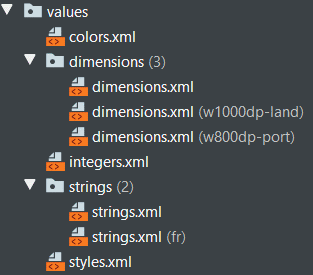 values
colors.xml
dimensions (3)
dimensions.xml
dimensions.xml (w1000dp-land)
dimensions.xml (w800dp-port)
integers.xml
strings (2)
strings.xml
strings.xml (fr)
styles.xml